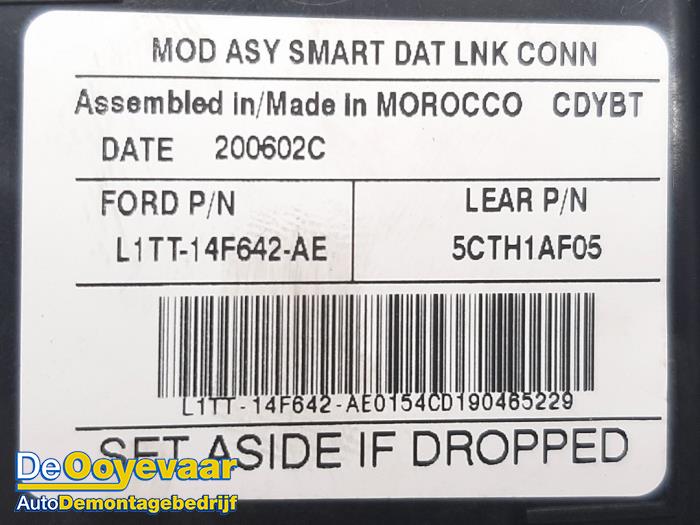 MOD ASY SMART DAT LNK CONN
Assembled in/Made In MOROCCO CDYBT
DATE 200602C
FORD P/N
L1TT-14F642-AE
LEAR P/N
5CTH1AF05
L1TT-14F642-AE0154CD190465229
SET ASIDE IF DROPPED
De Ooyevaar
AutoDemontagebedrijf